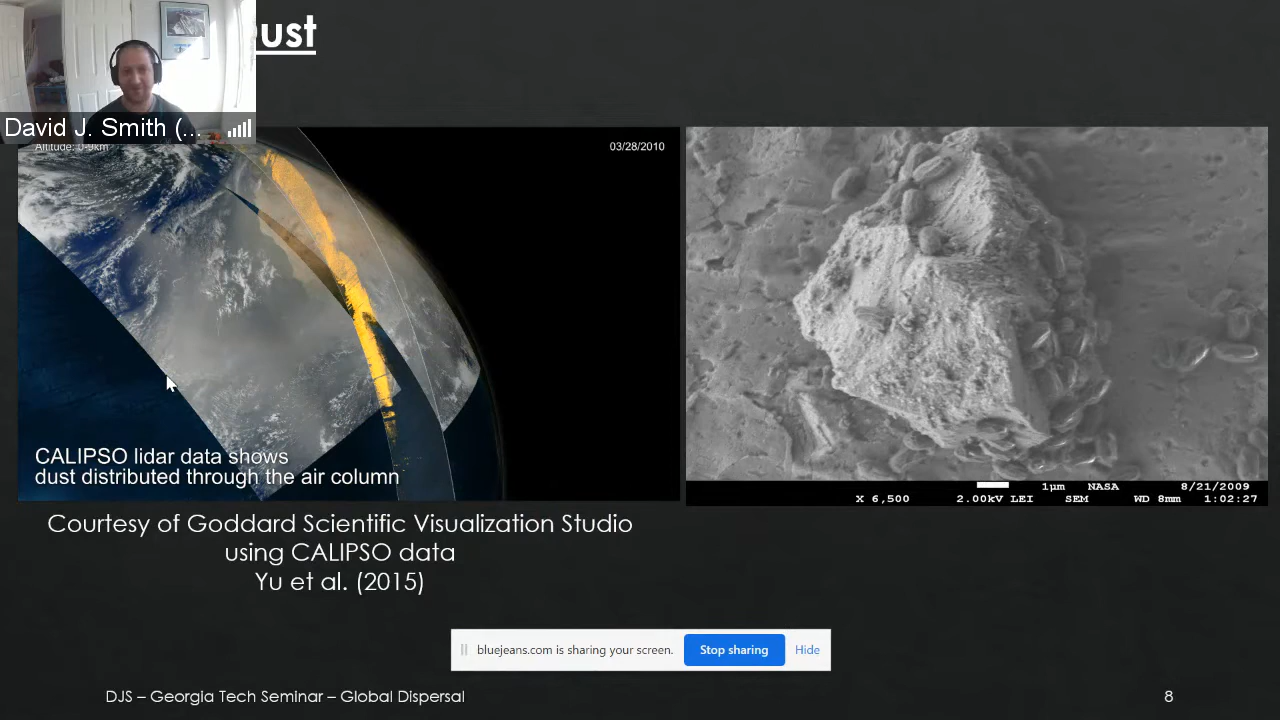 ust
David J. Smith (...
Altitude: 0-9km
03/28/2010
CALIPSO lidar data shows
dust distributed through the air column
1µm NASA 8/21/2009
X 6,500 2.00kV LEI SEM WD 8mm 1:02:27
Courtesy of Goddard Scientific Visualization Studio
using CALIPSO data
Yu et al. (2015)
bluejeans.com is sharing your screen. Stop sharing Hide
DJS – Georgia Tech Seminar – Global Dispersal
8